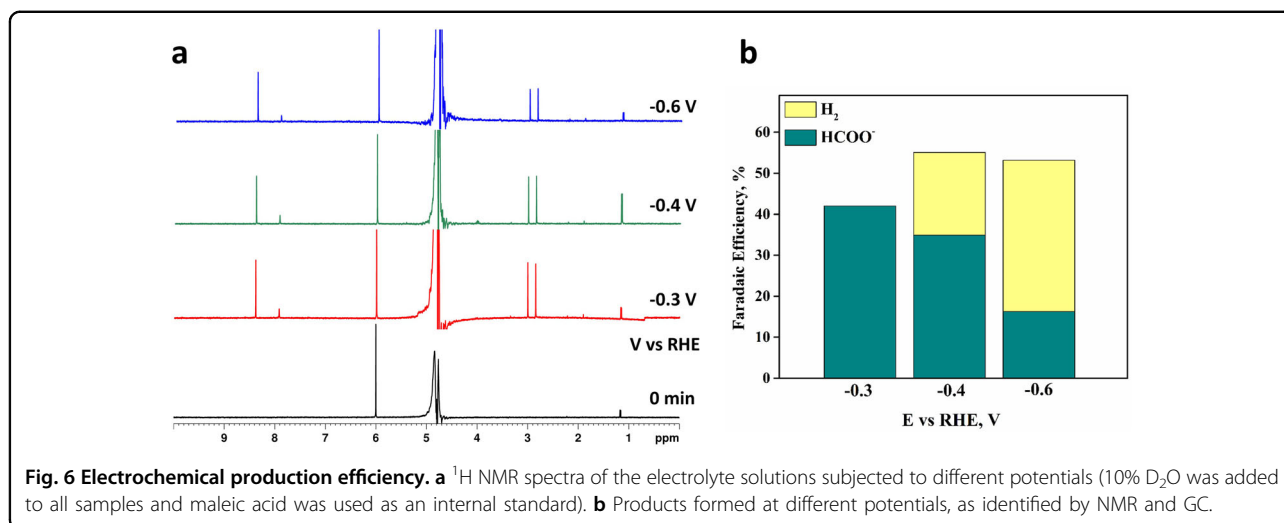 a
-0.6 V
-0.4 V
-0.3 V
V vs RHE
0 min
9 8 7 6 5 4 3 2 1 ppm
b
H₂
HCOO⁻
Faradaic Efficiency, %
60
50
40
30
20
10
0
-0.3 -0.4 -0.6
E vs RHE, V
Fig. 6 Electrochemical production efficiency. a ¹H NMR spectra of the electrolyte solutions subjected to different potentials (10% D₂O was added
to all samples and maleic acid was used as an internal standard). b Products formed at different potentials, as identified by NMR and GC.